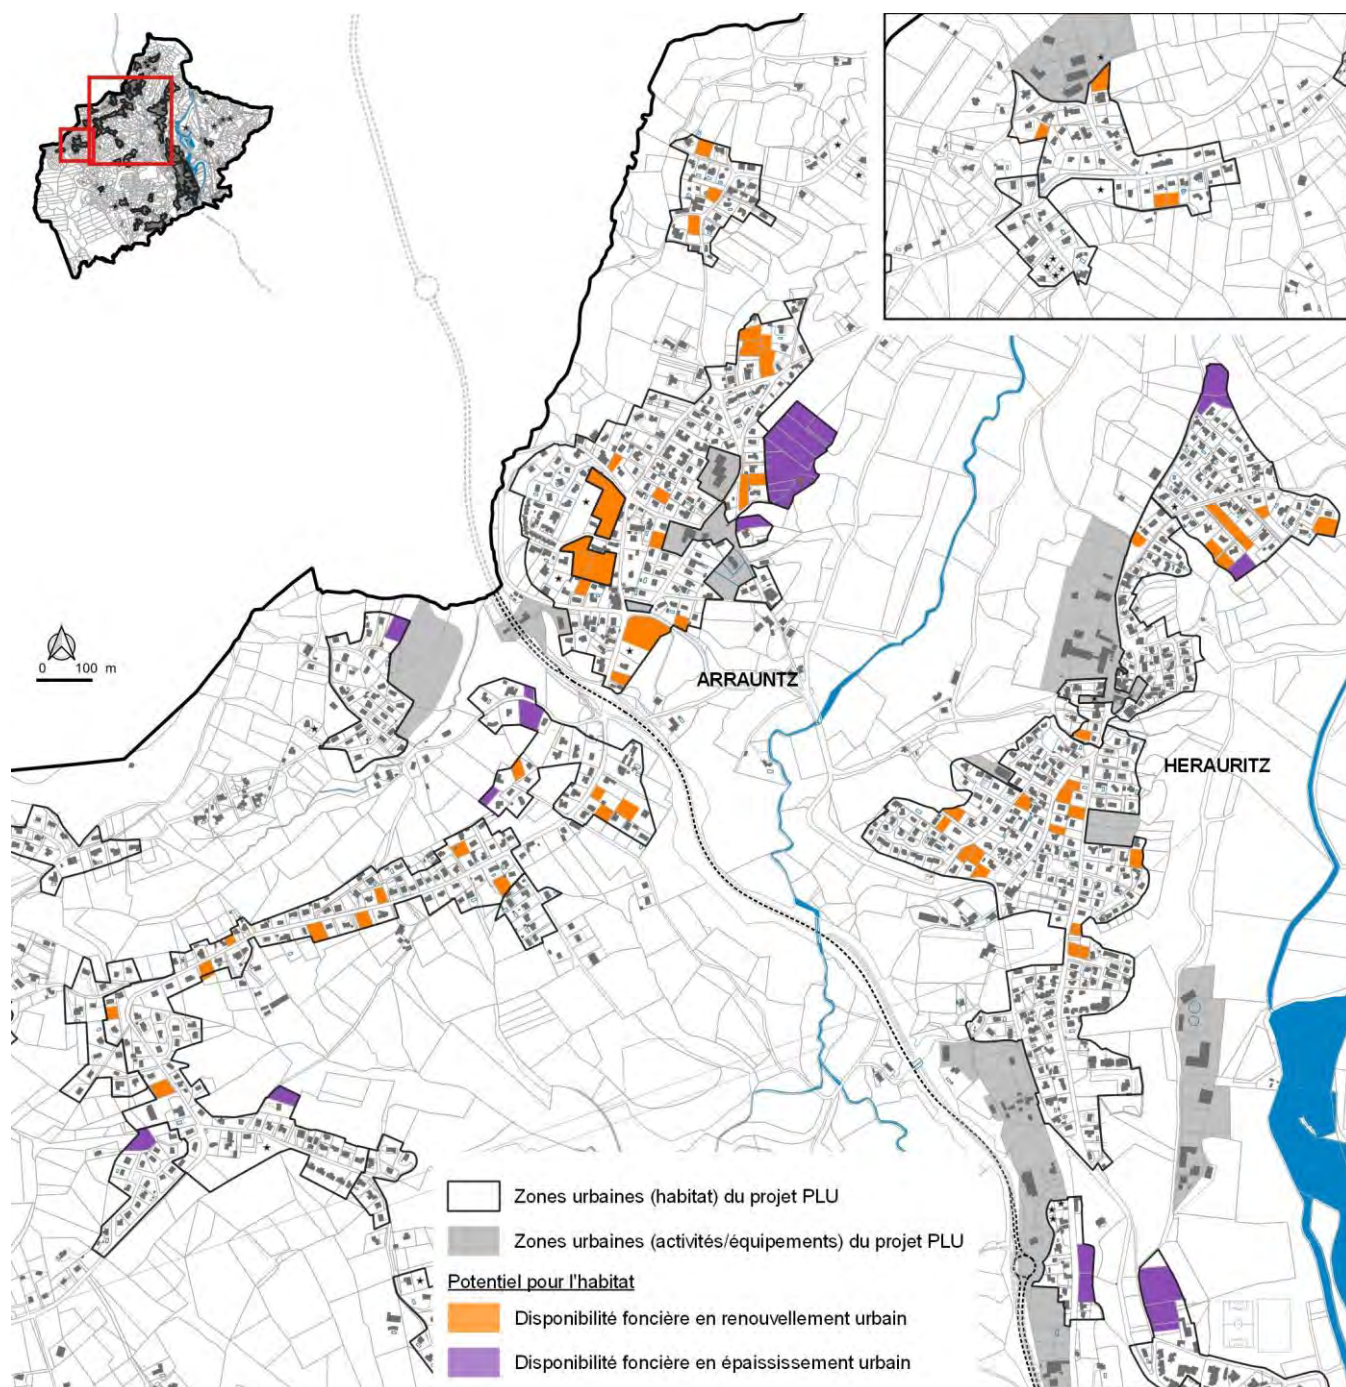 0 100 m
ARRAUNTZ
HERAURITZ
Zones urbaines (habitat) du projet PLU
Zones urbaines (activités/équipements) du projet PLU
Potentiel pour l'habitat
Disponibilité foncière en renouvellement urbain
Disponibilité foncière en épaississement urbain